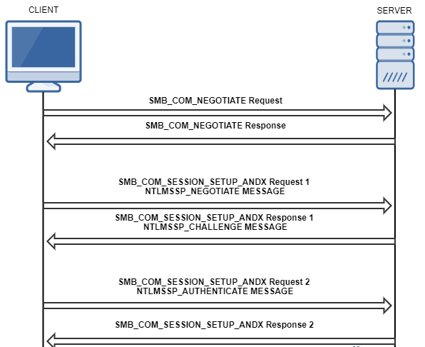 CLIENT
SERVER
SMB_COM_NEGOTIATE Request
SMB_COM_NEGOTIATE Response
SMB_COM_SESSION_SETUP_ANDX Request 1
NTLMSSP_NEGOTIATE MESSAGE
SMB_COM_SESSION_SETUP_ANDX Response 1
NTLMSSP_CHALLENGE MESSAGE
SMB_COM_SESSION_SETUP_ANDX Request 2
NTLMSSP_AUTHENTICATE MESSAGE
SMB_COM_SESSION_SETUP_ANDX Response 2